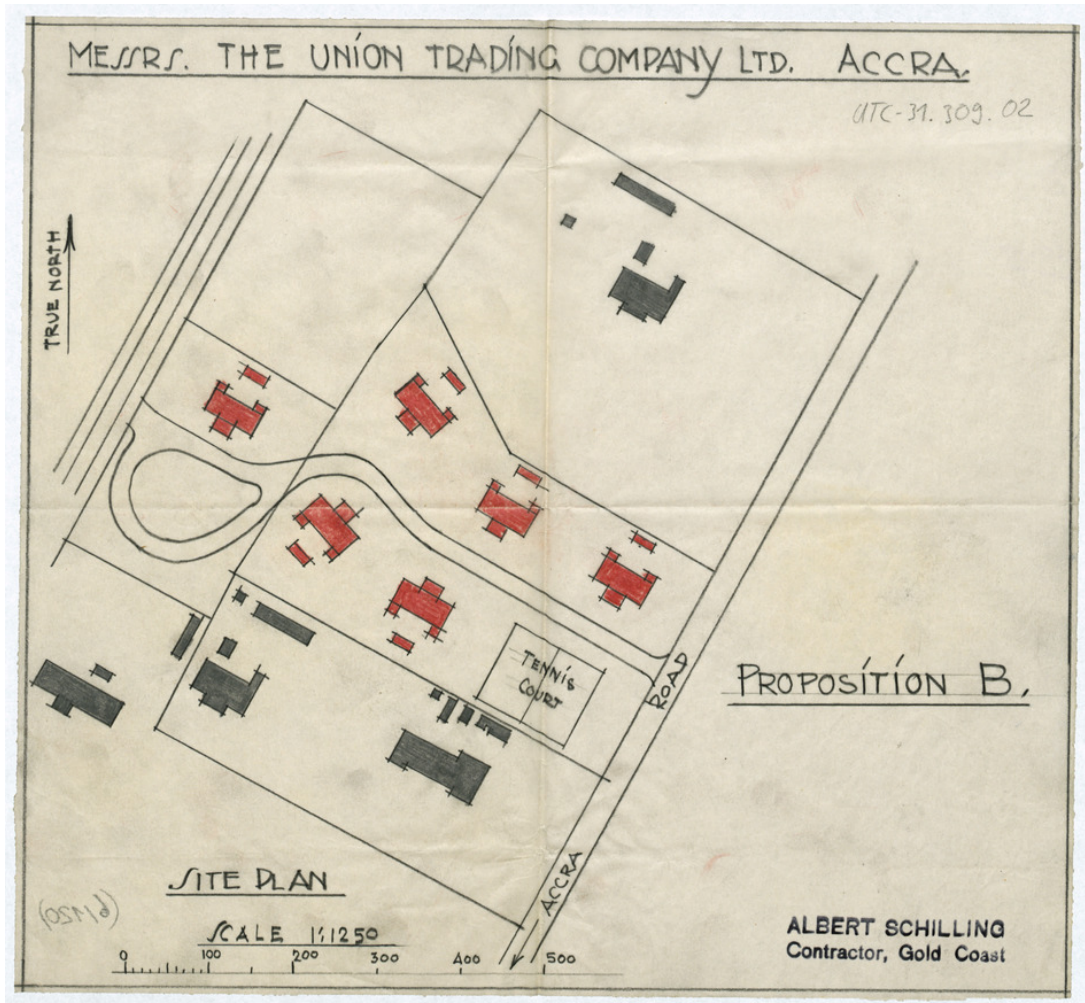 MESSRS. THE UNION TRADING COMPANY LTD. ACCRA.
UTC-31.309.02
TRUE NORTH
TENNIS
COURT
ROAD
PROPOSITION B.
ACCRA
SITE PLAN
SCALE 1:1250
0 100 200 300 400 500
ALBERT SCHILLING
Contractor, Gold Coast